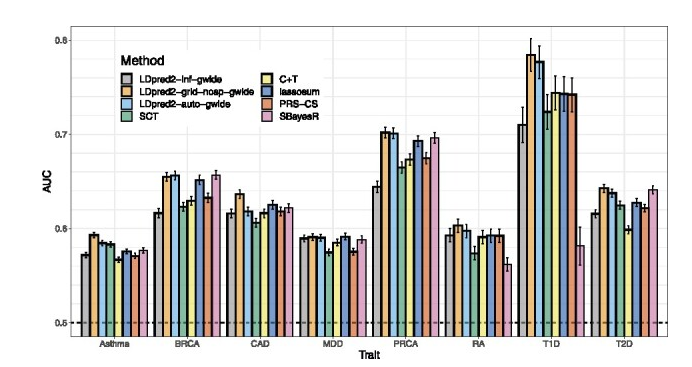 0.8
0.7
0.6
0.5
AUC
Method
LDpred2-inf-gwide
LDpred2-grid-nosp-gwide
LDpred2-auto-gwide
SCT
C+T
lassosum
PRS-CS
SBayesR
Asthma BRCA CAD MDD PRCA RA T1D T2D
Trait